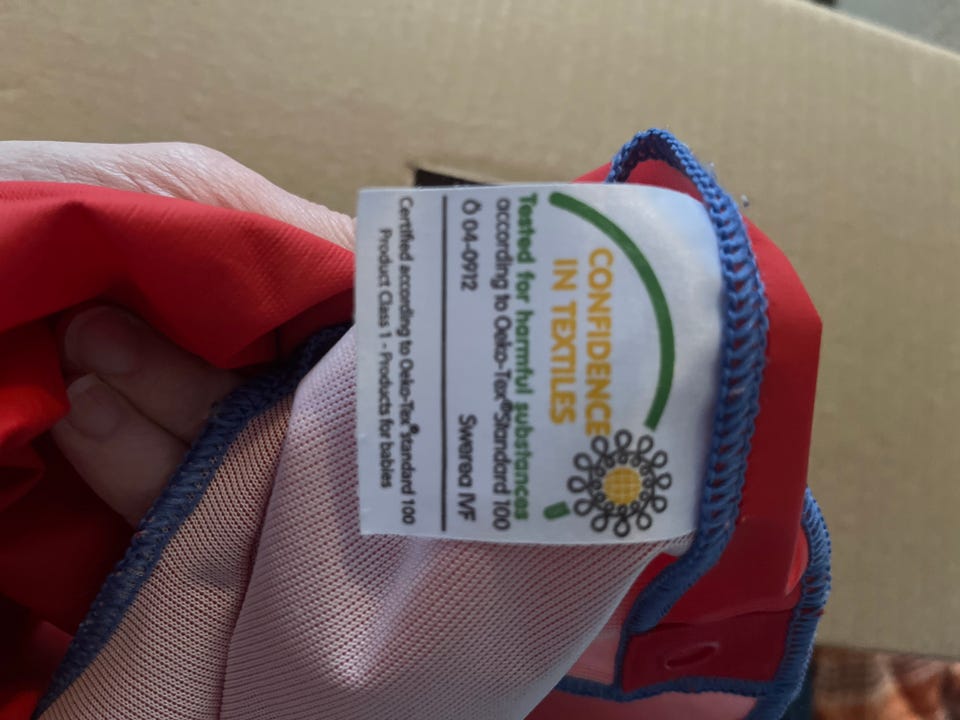 CONFIDENCE
IN TEXTILES
Tested for harmful substances
according to Oeko-Tex® Standard 100
Ö 04-0912 Swerea IVF
Certified according to Oeko-Tex® standard 100
Product Class 1 - Products for babies